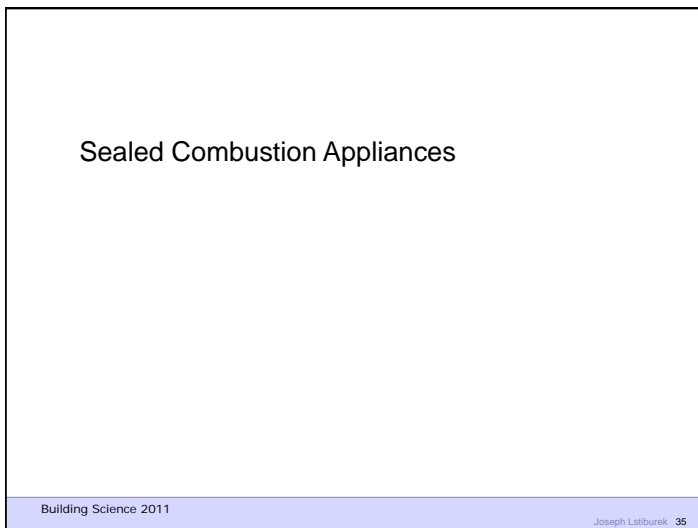 Sealed Combustion Appliances
Building Science 2011
Joseph Lstiburek 35